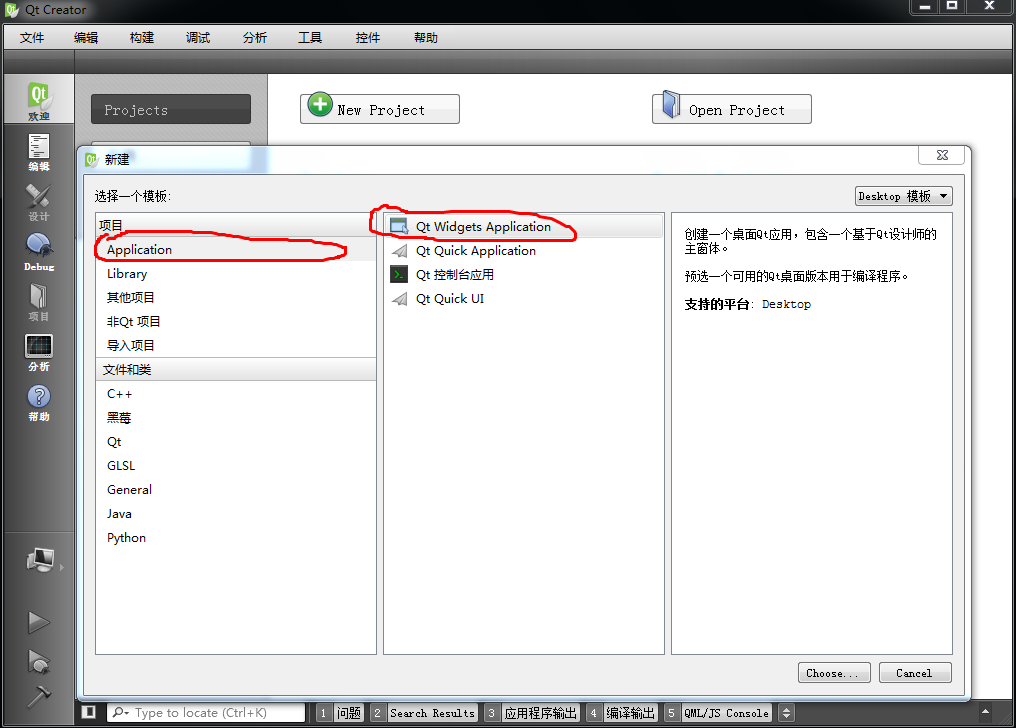 Qt Creator
文件 编辑 构建 调试 分析 工具 控件 帮助
Qt
欢迎
编辑
设计
Debug
项目
分析
帮助
Projects
New Project
Open Project
新建
选择一个模板:
Desktop 模板
项目
Application
Library
其他项目
非Qt 项目
导入项目
文件和类
C++
黑莓
Qt
GLSL
General
Java
Python
Qt Widgets Application
Qt Quick Application
Qt 控制台应用
Qt Quick UI
创建一个桌面Qt应用，包含一个基于Qt设计师的
主窗体。
预选一个可用的Qt桌面版本用于编译程序。
支持的平台: Desktop
Choose... Cancel
Type to locate (Ctrl+K) 1 问题 2 Search Results 3 应用程序输出 4 编译输出 5 QML/JS Console